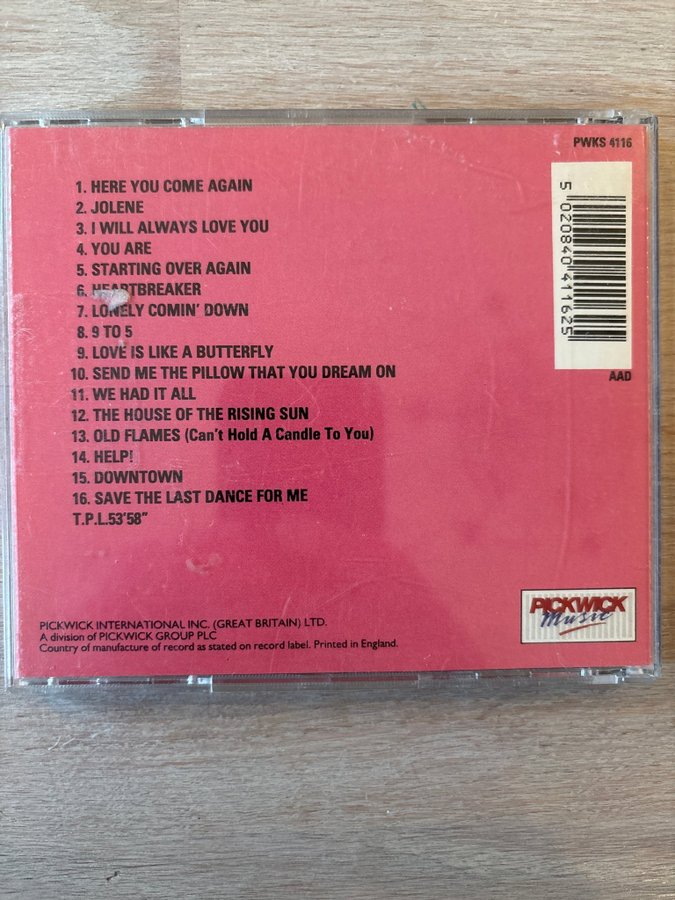 PWKS 4116
1. HERE YOU COME AGAIN
2. JOLENE
3. I WILL ALWAYS LOVE YOU
4. YOU ARE
5. STARTING OVER AGAIN
6. HEARTBREAKER
7. LONELY COMIN' DOWN
8. 9 TO 5
9. LOVE IS LIKE A BUTTERFLY
10. SEND ME THE PILLOW THAT YOU DREAM ON
11. WE HAD IT ALL
12. THE HOUSE OF THE RISING SUN
13. OLD FLAMES (Can't Hold A Candle To You)
14. HELP!
15. DOWNTOWN
16. SAVE THE LAST DANCE FOR ME
T.P.L.53'58"
5 020840 411625
AAD
PICKWICK
Music
PICKWICK INTERNATIONAL INC. (GREAT BRITAIN) LTD.
A division of PICKWICK GROUP PLC
Country of manufacture of record as stated on record label. Printed in England.